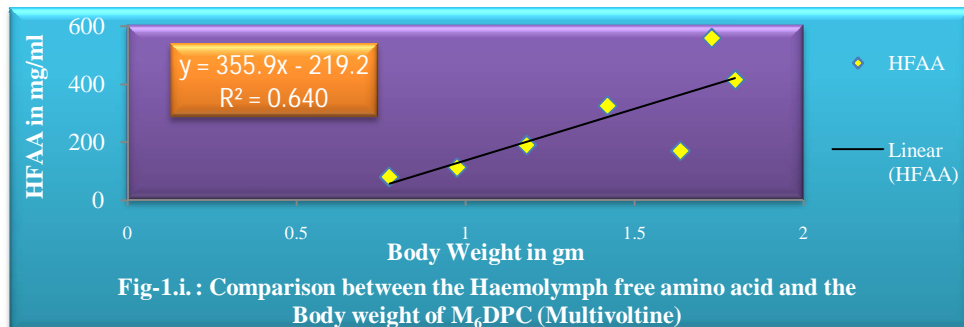 600
400
200
0
HFAA in mg/ml
y = 355.9x - 219.2
R² = 0.640
HFAA
Linear
(HFAA)
0
0.5
1
1.5
2
Body Weight in gm
Fig-1.i. : Comparison between the Haemolymph free amino acid and the
Body weight of M₆DPC (Multivoltine)